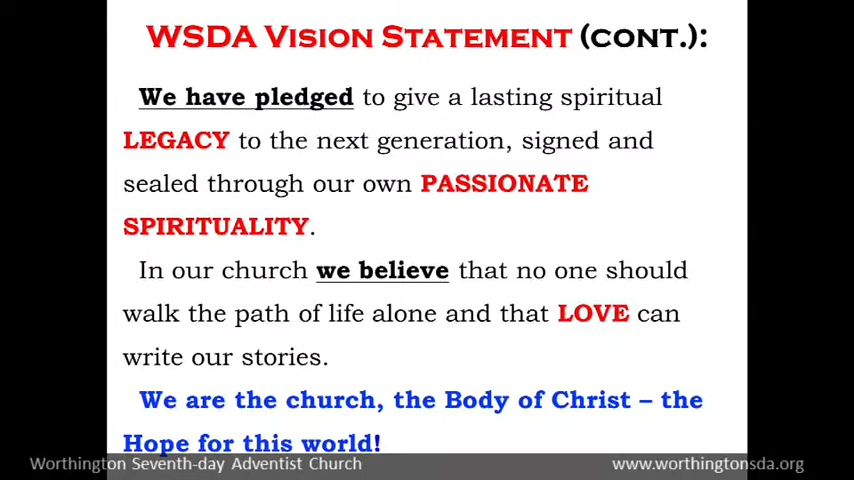 WSDA VISION STATEMENT (CONT.):
We have pledged to give a lasting spiritual
LEGACY to the next generation, signed and
sealed through our own PASSIONATE
SPIRITUALITY.
In our church we believe that no one should
walk the path of life alone and that LOVE can
write our stories.
We are the church, the Body of Christ – the
Hope for this world!
Worthington Seventh-day Adventist Church www.worthingtonsda.org